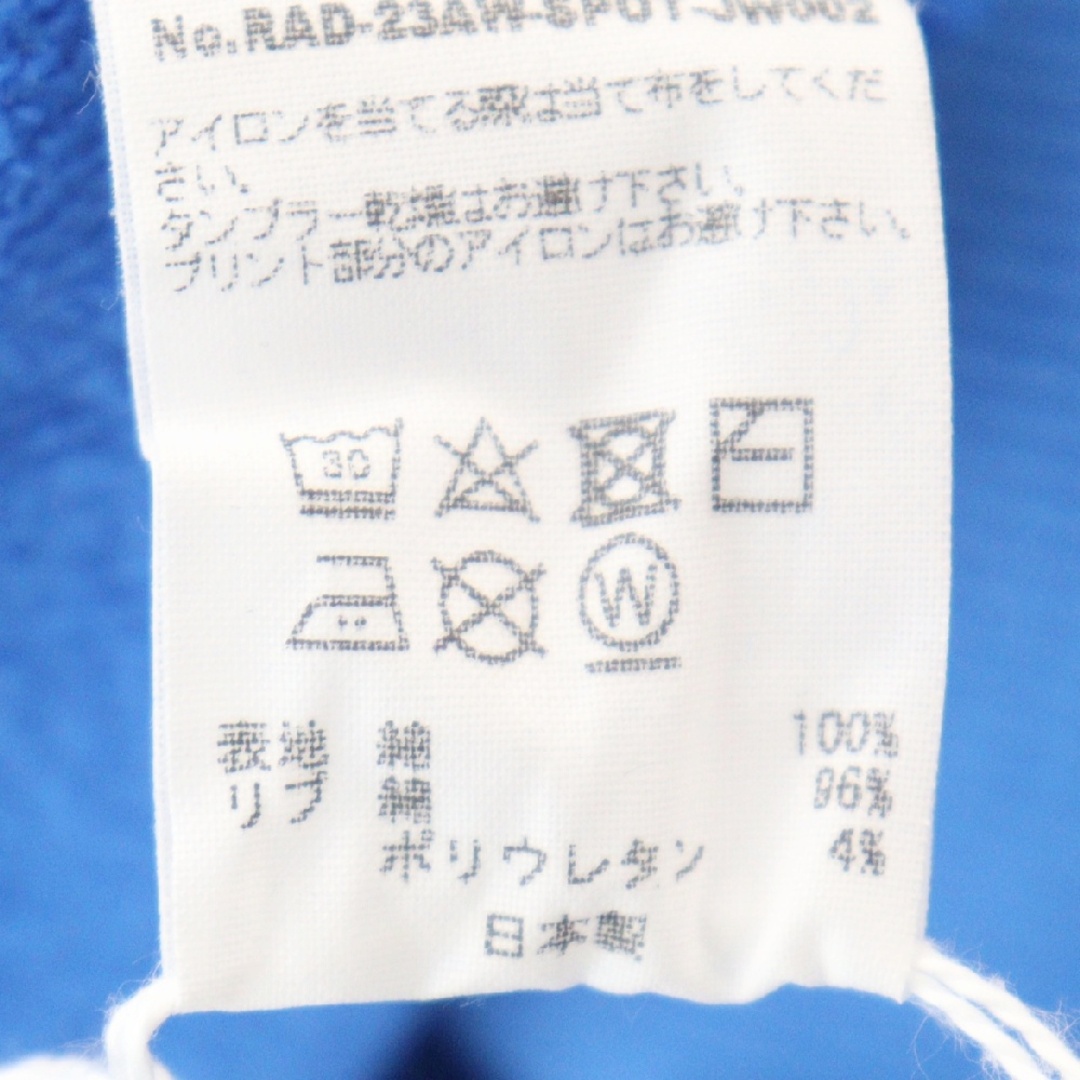 No.RAD-23AW-SPOT-JW002
アイロンを当てる際は当て布をしてくだ
さい。
タンブラー乾燥はお避け下さい。
プリント部分のアイロンはお避け下さい。
30
W
表地 綿 100%
リブ 綿 96%
ポリウレタン 4%
日本製